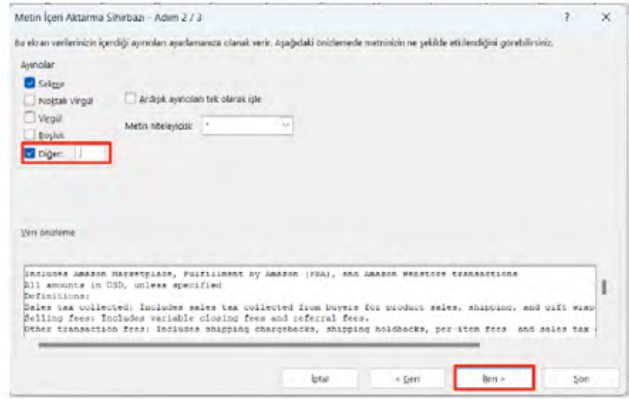 Metin İçeri Aktarma Sihirbazı - Adım 2 / 3 ? ×
Bu ekran verilerinizin içerdiği ayırıcıları ayarlamanıza olanak verir. Aşağıdaki önizlemede metninizin ne şekilde etkilendiğini görebilirsiniz.
Ayırıcılar
Sekme
Noktalı Virgül
Virgül
Boşluk
Diğer:
Ardışık ayırıcıları tek olarak işle
Metin niteleyicisi: "
Veri önizleme
Includes Amazon Marketplace, Fulfillment by Amazon (FBA), and Amazon Webstore transactions
All amounts in USD, unless specified
Definitions:
Sales tax collected: Includes sales tax collected from buyers for product sales, shipping, and gift wrap
Selling fees: Includes variable closing fees and referral fees.
Other transaction fees: Includes shipping chargebacks, shipping holdbacks, per-item fees and sales tax
İptal < Geri İleri > Son